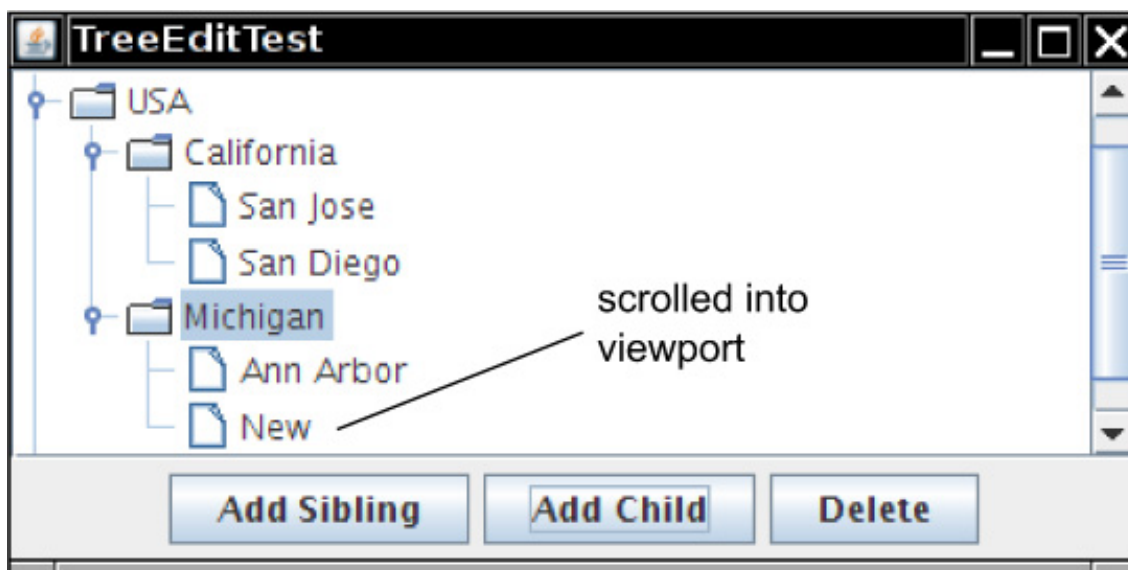 TreeEditTest
USA
California
San Jose
San Diego
Michigan
scrolled into
viewport
Ann Arbor
New
Add Sibling Add Child Delete